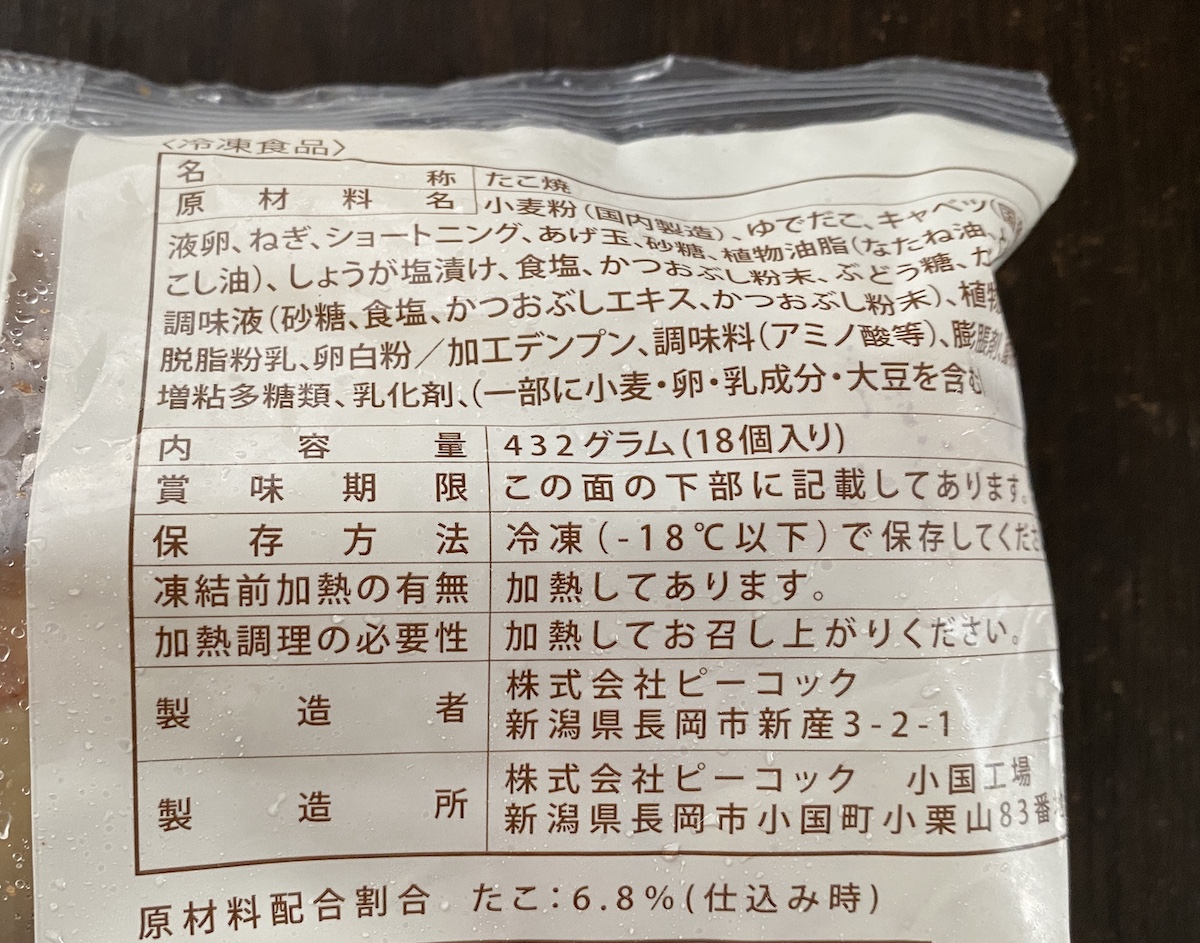 〈冷凍食品〉
名称 たこ焼
原材料名 小麦粉(国内製造)、ゆでだこ、キャベツ(国
液卵、ねぎ、ショートニング、あげ玉、砂糖、植物油脂(なたね油、
こし油)、しょうが塩漬け、食塩、かつおぶし粉末、ぶどう糖、
調味液(砂糖、食塩、かつおぶしエキス、かつおぶし粉末)、植物
脱脂粉乳、卵白粉／加工デンプン、調味料(アミノ酸等)、膨脹剤、
増粘多糖類、乳化剤、(一部に小麦・卵・乳成分・大豆を含む
内容量 432グラム(18個入り)
賞味期限 この面の下部に記載してあります。
保存方法 冷凍(-18℃以下)で保存してくださ
凍結前加熱の有無 加熱してあります。
加熱調理の必要性 加熱してお召し上がりください。
製造者 株式会社ピーコック
新潟県長岡市新産3-2-1
製造所 株式会社ピーコック 小国工場
新潟県長岡市小国町小栗山83番
原材料配合割合 たこ:6.8%(仕込み時)